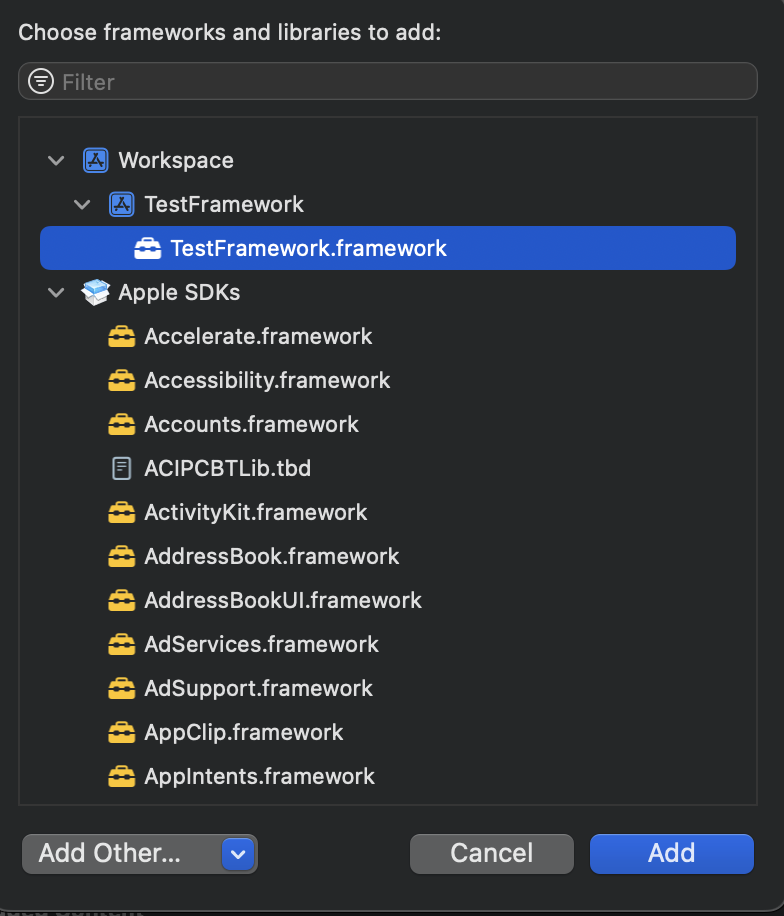 Choose frameworks and libraries to add:
Filter
Workspace
TestFramework
TestFramework.framework
Apple SDKs
Accelerate.framework
Accessibility.framework
Accounts.framework
ACIPCBTLib.tbd
ActivityKit.framework
AddressBook.framework
AddressBookUI.framework
AdServices.framework
AdSupport.framework
AppClip.framework
AppIntents.framework
Add Other... Cancel Add